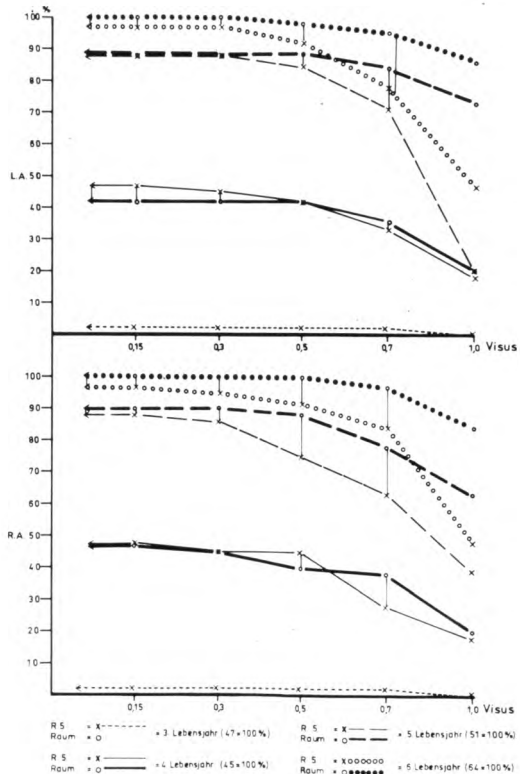 %
100
90
80
70
60
L.A. 50
40
30
20
10
0,15 0,3 0,5 0,7 1,0 Visus
100
90
80
70
60
R.A. 50
40
30
20
10
0,15 0,3 0,5 0,7 1,0 Visus
R 5 = x
Raum = o
= 3. Lebensjahr (47=100%)
R 5 = x
Raum = o
= 5 Lebensjahr (51=100%)
R 5 = x
Raum = o
= 4 Lebensjahr (45=100%)
R 5 = x
Raum = o
= 6 Lebensjahr (64=100%)